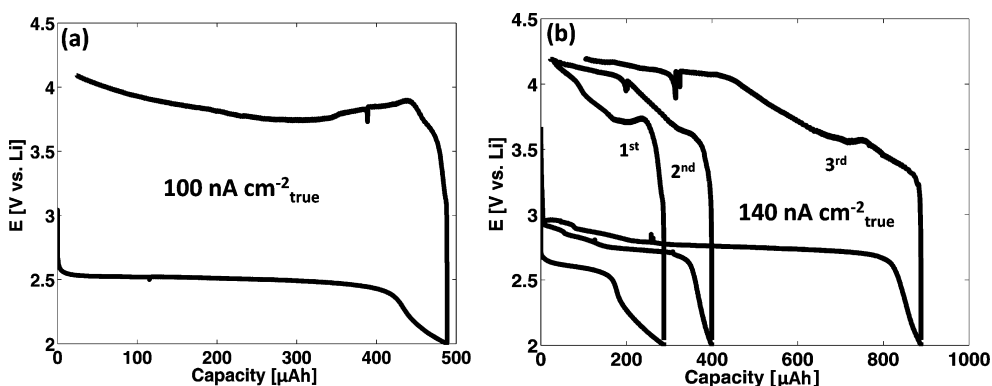 (a)
4.5
4
3.5
3
2.5
2
E [V vs. Li]
100 nA cm⁻²true
0 100 200 300 400 500
Capacity [µAh]
(b)
4.5
4
3.5
3
2.5
2
E [V vs. Li]
1st
2nd
3rd
140 nA cm⁻²true
0 200 400 600 800 1000
Capacity [µAh]